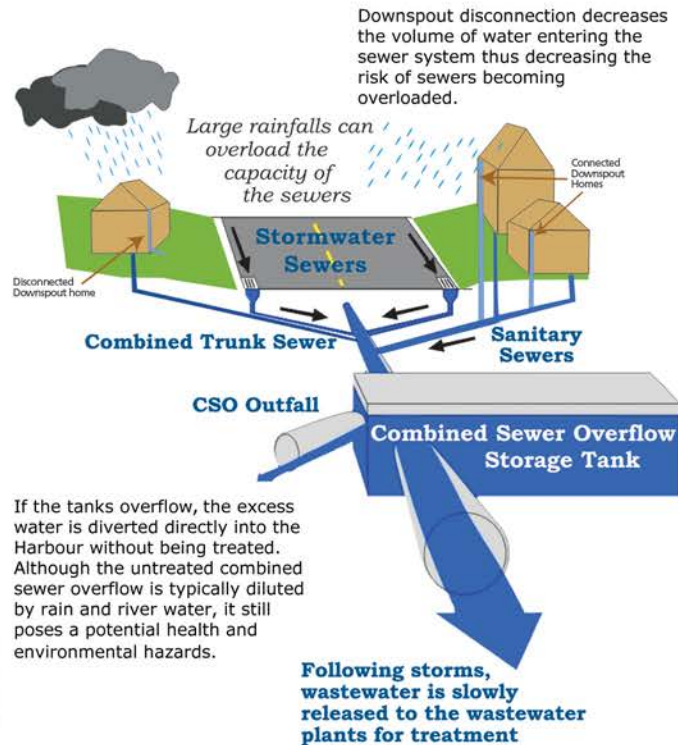 Downspout disconnection decreases
the volume of water entering the
sewer system thus decreasing the
risk of sewers becoming
overloaded.
Large rainfalls can
overload the
capacity of
the sewers
Connected
Downspout
Homes
Stormwater
Sewers
Disconnected
Downspout home
Combined Trunk Sewer
Sanitary
Sewers
CSO Outfall
Combined Sewer Overflow
Storage Tank
If the tanks overflow, the excess
water is diverted directly into the
Harbour without being treated.
Although the untreated combined
sewer overflow is typically diluted
by rain and river water, it still
poses a potential health and
environmental hazards.
Following storms,
wastewater is slowly
released to the wastewater
plants for treatment